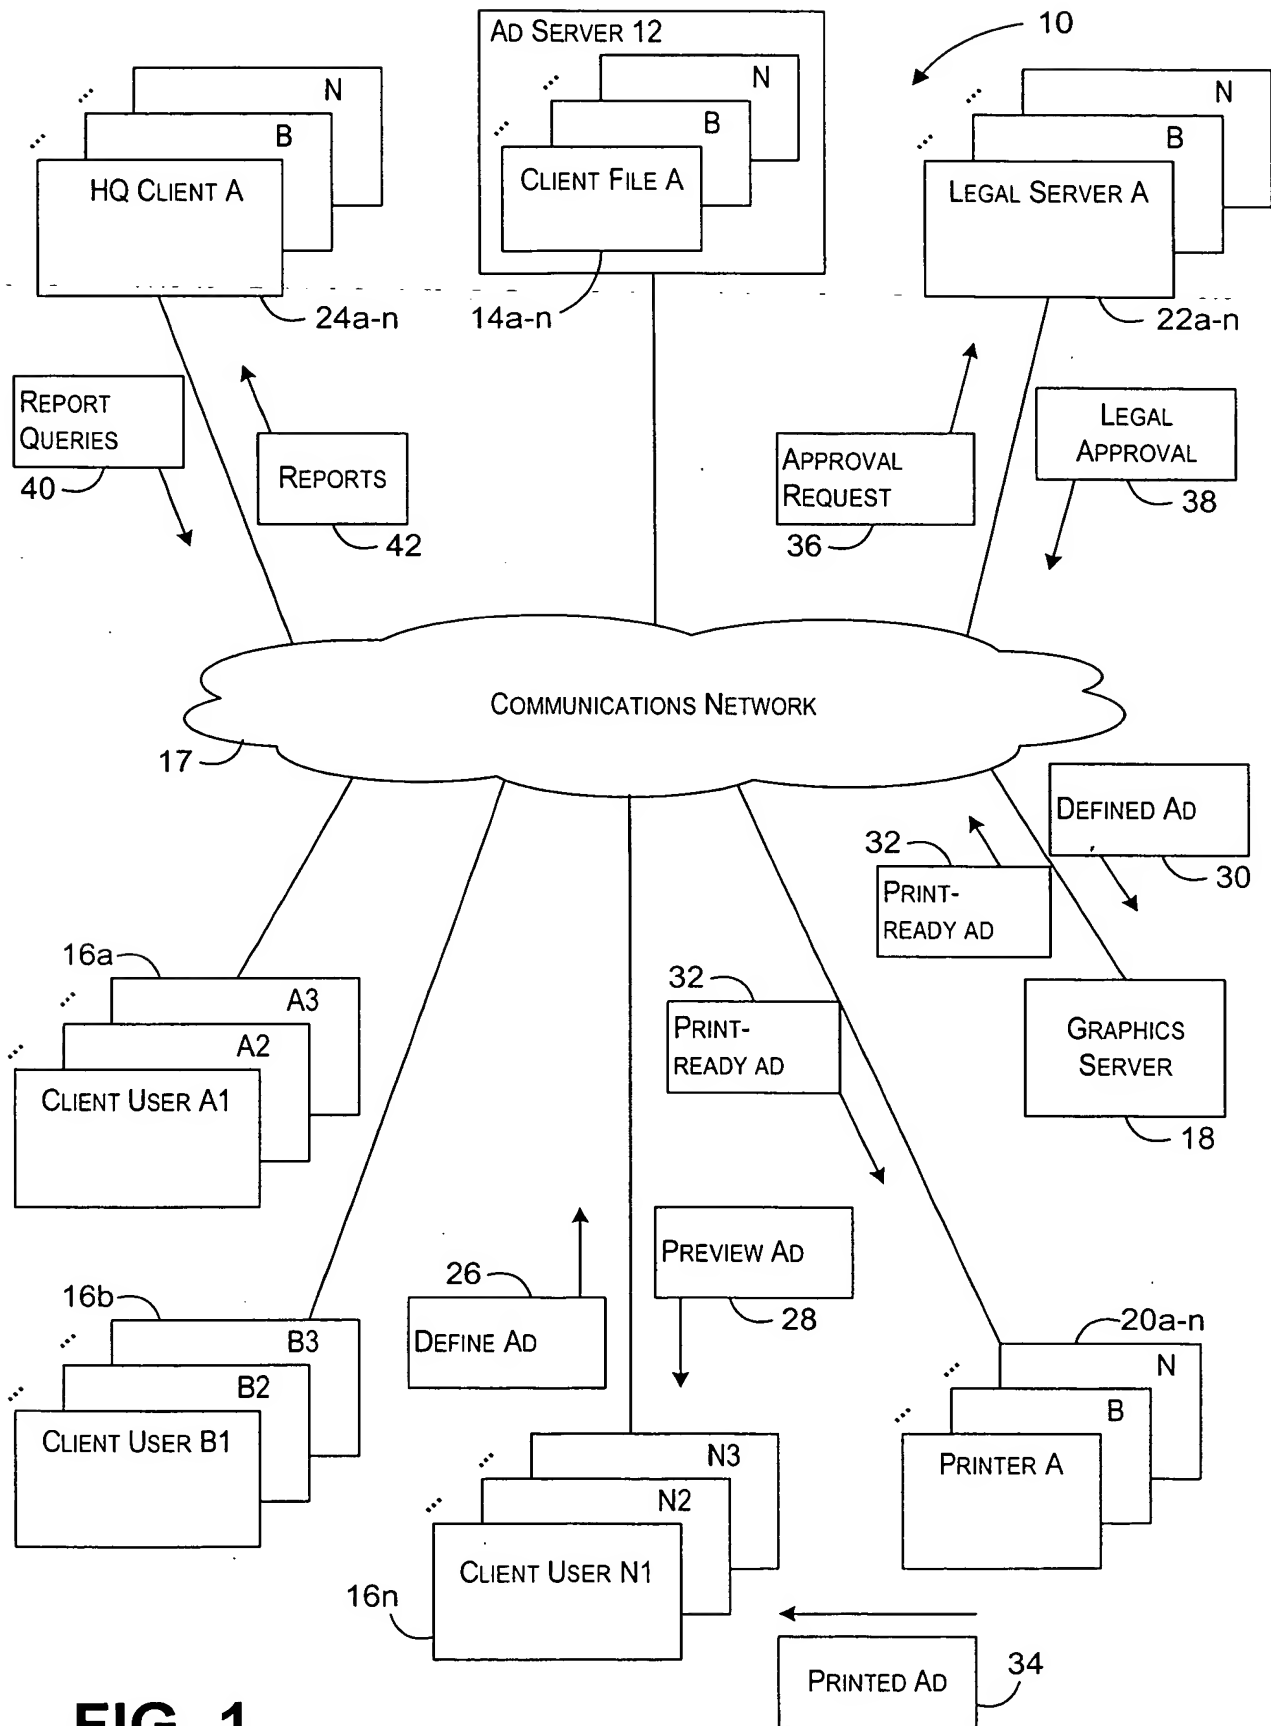 AD SERVER 12
10
N
B
HQ CLIENT A
24a-n
N
B
CLIENT FILE A
14a-n
N
B
LEGAL SERVER A
22a-n
REPORT
QUERIES
40
REPORTS
42
APPROVAL
REQUEST
36
LEGAL
APPROVAL
38
COMMUNICATIONS NETWORK
17
DEFINED AD
30
32
PRINT-
READY AD
32
PRINT-
READY AD
GRAPHICS
SERVER
18
16a
A3
A2
CLIENT USER A1
16b
B3
B2
CLIENT USER B1
26
DEFINE AD
PREVIEW AD
28
20a-n
N
B
PRINTER A
N3
N2
CLIENT USER N1
16n
PRINTED AD
34
FIG. 1